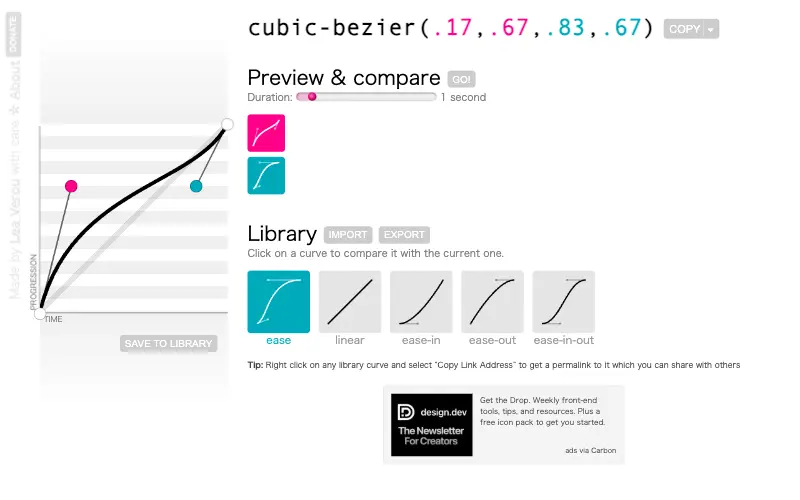 cubic-bezier(.17,.67,.83,.67)
COPY
Preview & compare
GO!
Duration:
1 second
Library
IMPORT
EXPORT
Click on a curve to compare it with the current one.
ease
linear
ease-in
ease-out
ease-in-out
Tip: Right click on any library curve and select "Copy Link Address" to get a permalink to it which you can share with others
DONATE
Made by Lea Verou with care ★ About
PROGRESSION
TIME
SAVE TO LIBRARY
design.dev
The Newsletter
For Creators
Get the Drop. Weekly front-end
tools, tips, and resources. Plus a
free icon pack to get you started.
ads via Carbon